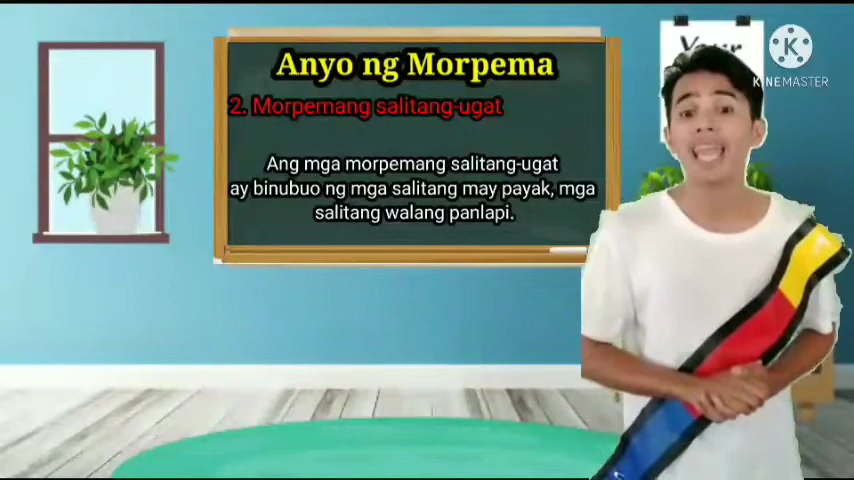 Anyo ng Morpema
2. Morpemang salitang-ugat
Ang mga morpemang salitang-ugat
ay binubuo ng mga salitang may payak, mga
salitang walang panlapi.
Your
K
KINEMASTER